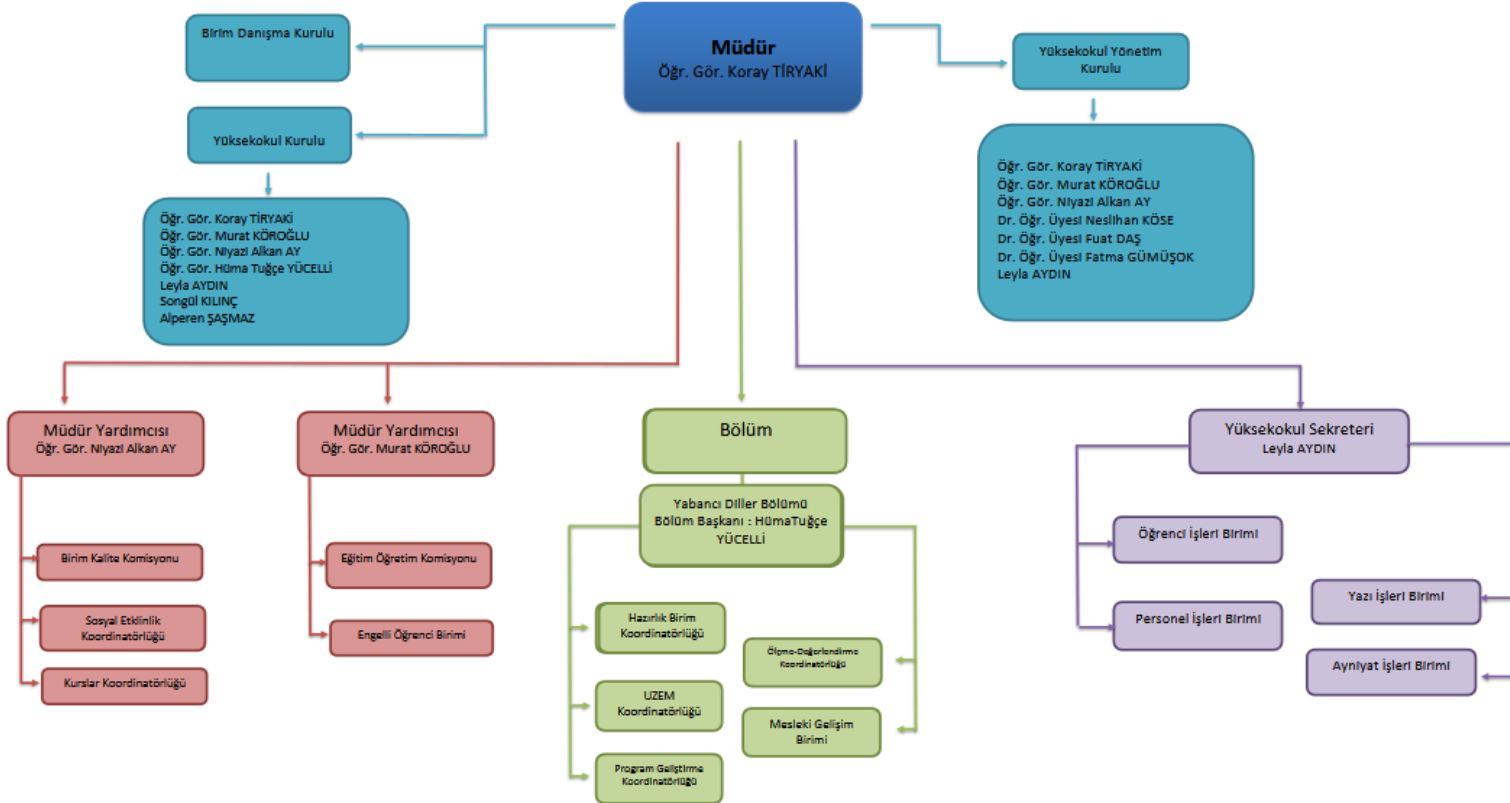 Birim Danışma Kurulu
Müdür
Öğr. Gör. Koray TİRYAKİ
Yüksekokul Yönetim
Kurulu
Yüksekokul Kurulu
Öğr. Gör. Koray TİRYAKİ
Öğr. Gör. Murat KÖROĞLU
Öğr. Gör. Niyazi Alkan AY
Öğr. Gör. Hüma Tuğçe YÜCELLİ
Leyla AYDIN
Songül KILINÇ
Alperen ŞAŞMAZ
Öğr. Gör. Koray TİRYAKİ
Öğr. Gör. Murat KÖROĞLU
Öğr. Gör. Niyazi Alkan AY
Dr. Öğr. Üyesi Neslihan KÖSE
Dr. Öğr. Üyesi Fuat DAŞ
Dr. Öğr. Üyesi Fatma GÜMÜŞOK
Leyla AYDIN
Müdür Yardımcısı
Öğr. Gör. Niyazi Alkan AY
Birim Kalite Komisyonu
Sosyal Etklinlik
Koordinatörlüğü
Kurslar Koordinatörlüğü
Müdür Yardımcısı
Öğr. Gör. Murat KÖROĞLU
Eğitim Öğretim Komisyonu
Engelli Öğrenci Birimi
Bölüm
Yabancı Diller Bölümü
Bölüm Başkanı : HümaTuğçe
YÜCELLİ
Hazırlık Birim
Koordinatörlüğü
UZEM
Koordinatörlüğü
Program Geliştirme
Koordinatörlüğü
Ölçme-Değerlendirme
Koordinatörlüğü
Mesleki Gelişim
Birimi
Yüksekokul Sekreteri
Leyla AYDIN
Öğrenci İşleri Birimi
Personel İşleri Birimi
Yazı İşleri Birimi
Ayniyat İşleri Birimi